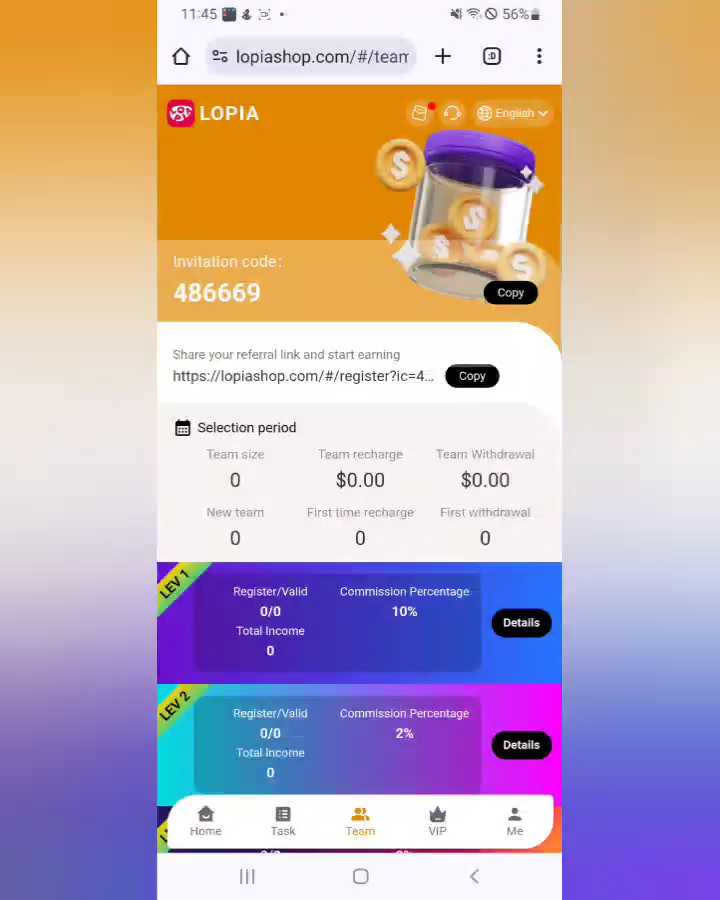 11:45
56%
lopiashop.com/#/team
:D
LOPIA
English
Invitation code:
486669
Copy
Share your referral link and start earning
https://lopiashop.com/#/register?ic=4...
Copy
Selection period
Team size
Team recharge
Team Withdrawal
0
$0.00
$0.00
New team
First time recharge
First withdrawal
0
0
0
LEV 1
Register/Valid
Commission Percentage
0/0
10%
Total Income
0
Details
LEV 2
Register/Valid
Commission Percentage
0/0
2%
Total Income
0
Details
Home
Task
Team
VIP
Me